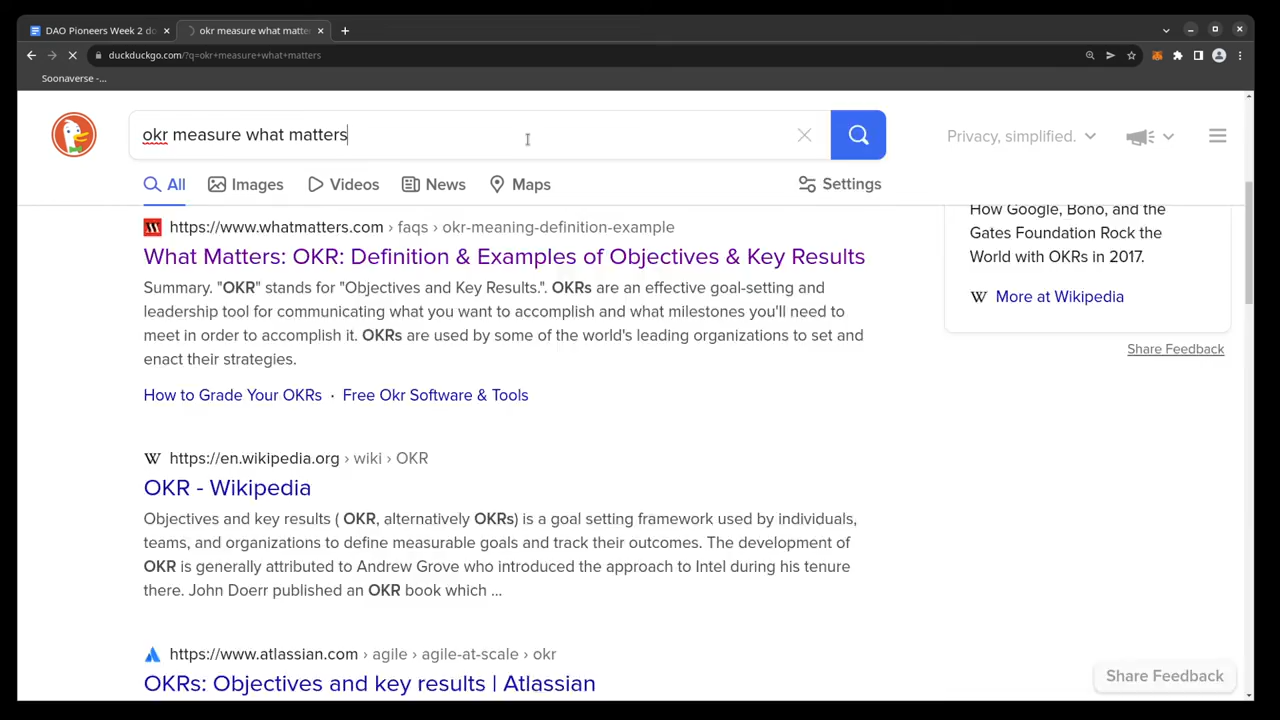 DAO Pioneers Week 2 do
okr measure what matte
duckduckgo.com/?q=okr+measure+what+matters
Soonaverse -...
okr measure what matters
Privacy, simplified.
All Images Videos News Maps Settings
https://www.whatmatters.com › faqs › okr-meaning-definition-example
What Matters: OKR: Definition & Examples of Objectives & Key Results
Summary. "OKR" stands for "Objectives and Key Results.". OKRs are an effective goal-setting and
leadership tool for communicating what you want to accomplish and what milestones you'll need to
meet in order to accomplish it. OKRs are used by some of the world's leading organizations to set and
enact their strategies.
How to Grade Your OKRs · Free Okr Software & Tools
W https://en.wikipedia.org › wiki › OKR
OKR - Wikipedia
Objectives and key results ( OKR, alternatively OKRs) is a goal setting framework used by individuals,
teams, and organizations to define measurable goals and track their outcomes. The development of
OKR is generally attributed to Andrew Grove who introduced the approach to Intel during his tenure
there. John Doerr published an OKR book which ...
https://www.atlassian.com › agile › agile-at-scale › okr
OKRs: Objectives and key results | Atlassian
How Google, Bono, and the
Gates Foundation Rock the
World with OKRs in 2017.
W More at Wikipedia
Share Feedback
Share Feedback